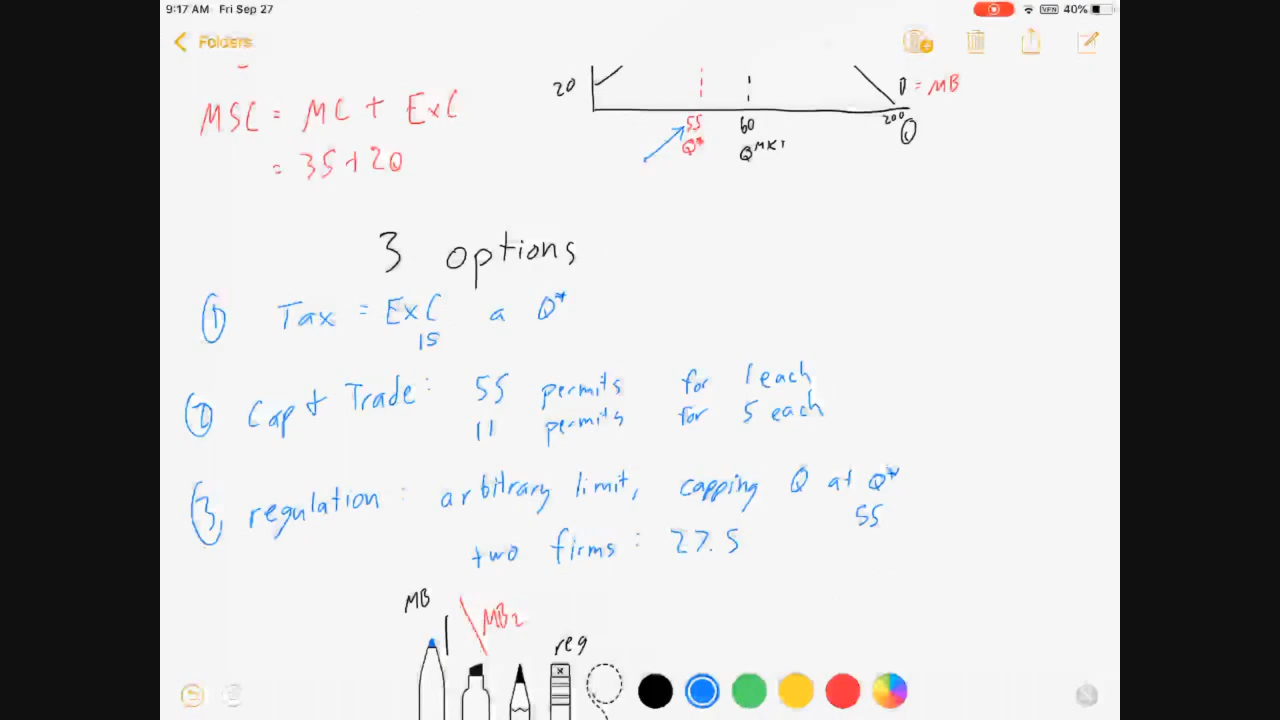 9:17 AM Fri Sep 27
VPN 40%
Folders
MSC = MC + ExC
= 35 + 20
20
D = MB
55
60
200
Q*
Q MKT
Q
3 options
① Tax = ExC a Q*
15
② Cap & Trade: 55 permits for 1 each
11 permits for 5 each
③ regulation: arbitrary limit, capping Q at Q*
55
two firms: 27.5
MB
MB2
reg